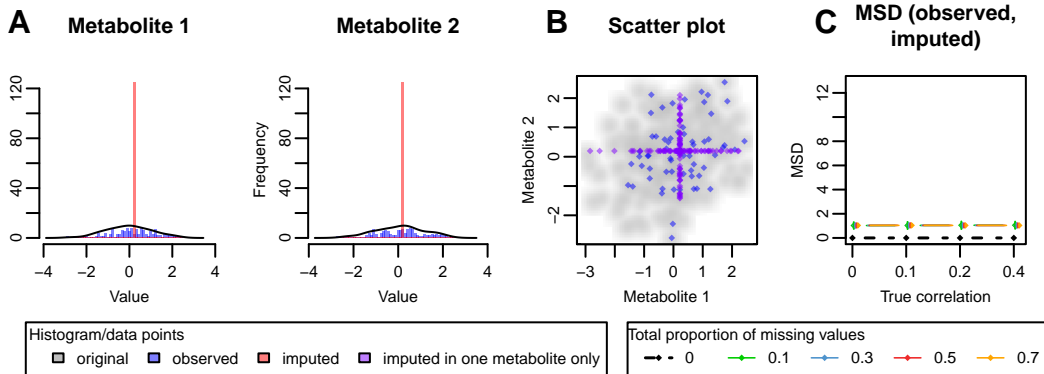 A
Metabolite 1
Metabolite 2
B
Scatter plot
C
MSD (observed,
imputed)
120
80
40
0
−4
−2
0
2
4
Value
Frequency
120
80
40
0
−4
−2
0
2
4
Value
Metabolite 2
2
1
0
−2
−3
−1
0
1
2
Metabolite 1
MSD
12
8
6
4
2
0
0
0.1
0.2
0.4
True correlation
Histogram/data points
original
observed
imputed
imputed in one metabolite only
Total proportion of missing values
0
0.1
0.3
0.5
0.7